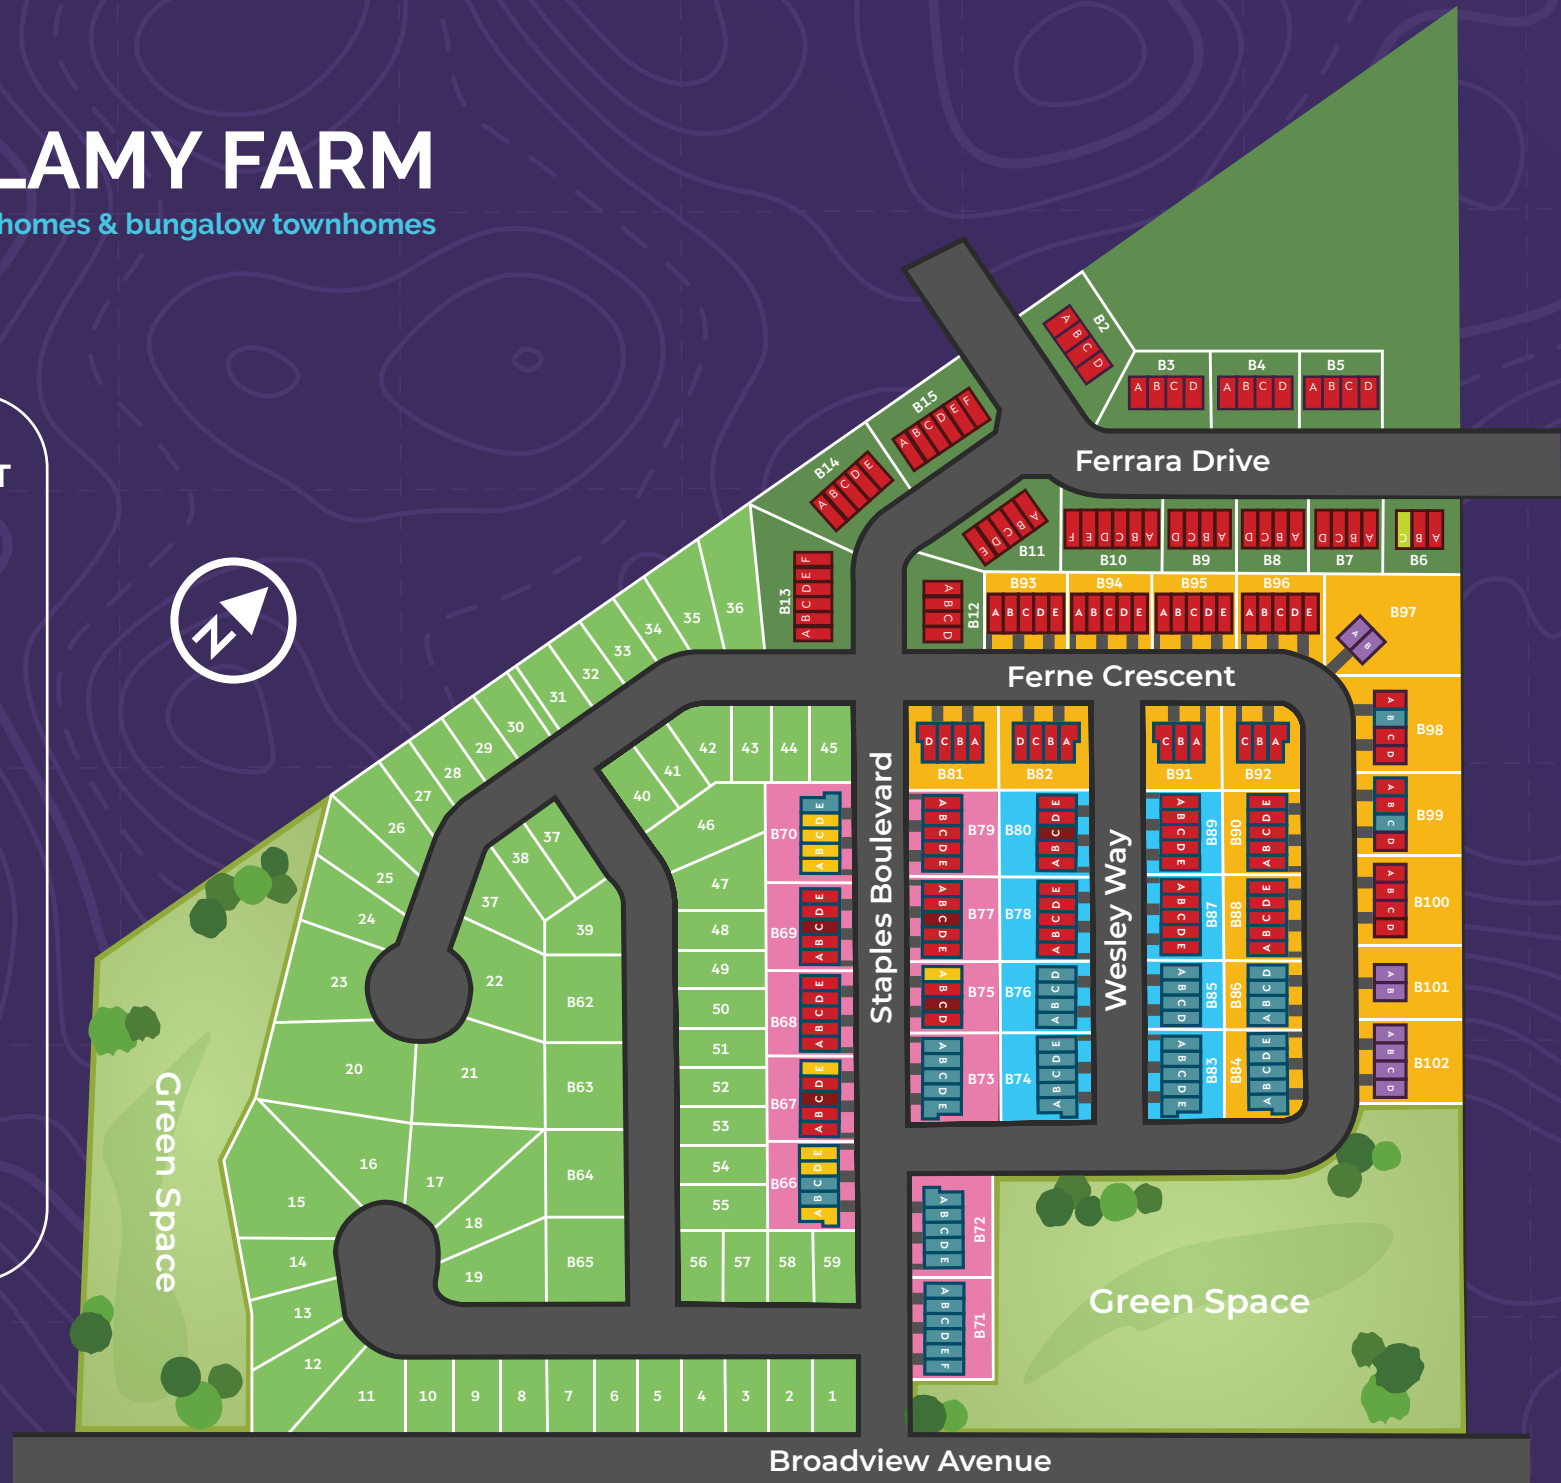 LAMY FARM
homes & bungalow townhomes
T
N
B2
A B C D
B3
A B C D
B4
A B C D
B5
A B C D
B15
A B C D E F
B14
A B C D E
B13
A B C D E F
Ferrara Drive
B11
A B C D E
B10
A B C D E F
B9
A B C D
B8
A B C D
B7
A B C D
B6
A B C
B12
A B C D
B93
A B C D E
B94
A B C D E
B95
A B C D E
B96
A B C D E
B97
A B
Ferne Crescent
B98
A B C D
B99
A B C D
B100
A B C D
B101
A B
B102
A B C D
36
35
34
33
32
31
30
29
28
27
26
25
24
23
22
20
21
37
38
37
39
B62
B63
B64
B65
16
17
18
19
15
14
13
12
11
10
9
8
7
6
5
4
3
2
1
40
41
42
43
44
45
46
47
48
49
50
51
52
53
54
55
56
57
58
59
B70
A B C D E
B69
A B C D E
B68
A B C D E
B67
A B C D E
B66
A B C D E
Staples Boulevard
B81
D C B A
B82
D C B A
B79
A B C D E
B80
A B C D E
B77
A B C D E
B78
A B C D E
B75
A B C D
B76
A B C D
B73
A B C D E
B74
A B C D E
Wesley Way
B91
C B A
B92
C B A
B89
A B C D E
B90
A B C D E
B87
A B C D E
B88
A B C D E
B85
A B C D
B86
A B C D
B83
A B C D E
B84
A B C D E
B72
A B C D E
B71
A B C D E F
Green Space
Green Space
Broadview Avenue